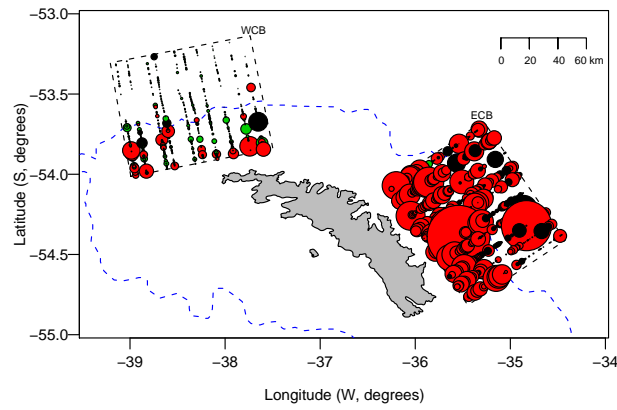 WCB
ECB
0 20 40 60 km
−53.0
−53.5
−54.0
−54.5
−55.0
Latitude (S, degrees)
−39 −38 −37 −36 −35 −34
Longitude (W, degrees)